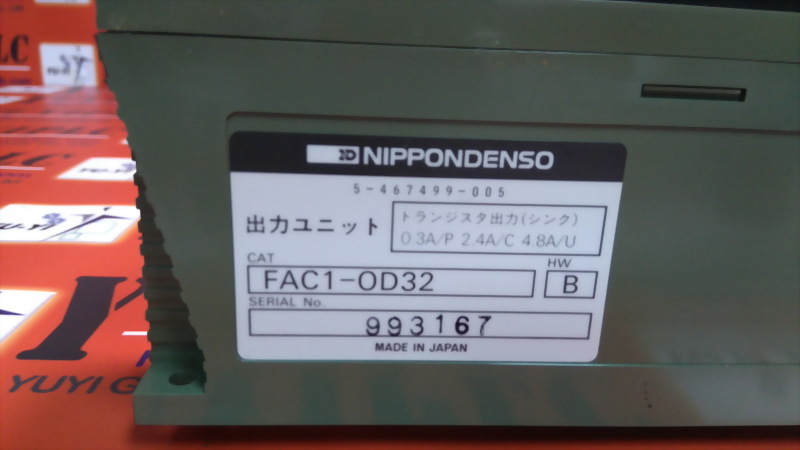 NIPPONDENSO
5-467499-005
出力ユニット
トランジスタ出力(シンク)
0.3A/P 2.4A/C 4.8A/U
CAT
HW
FAC1-OD32
B
SERIAL No.
993167
MADE IN JAPAN
YUYI G